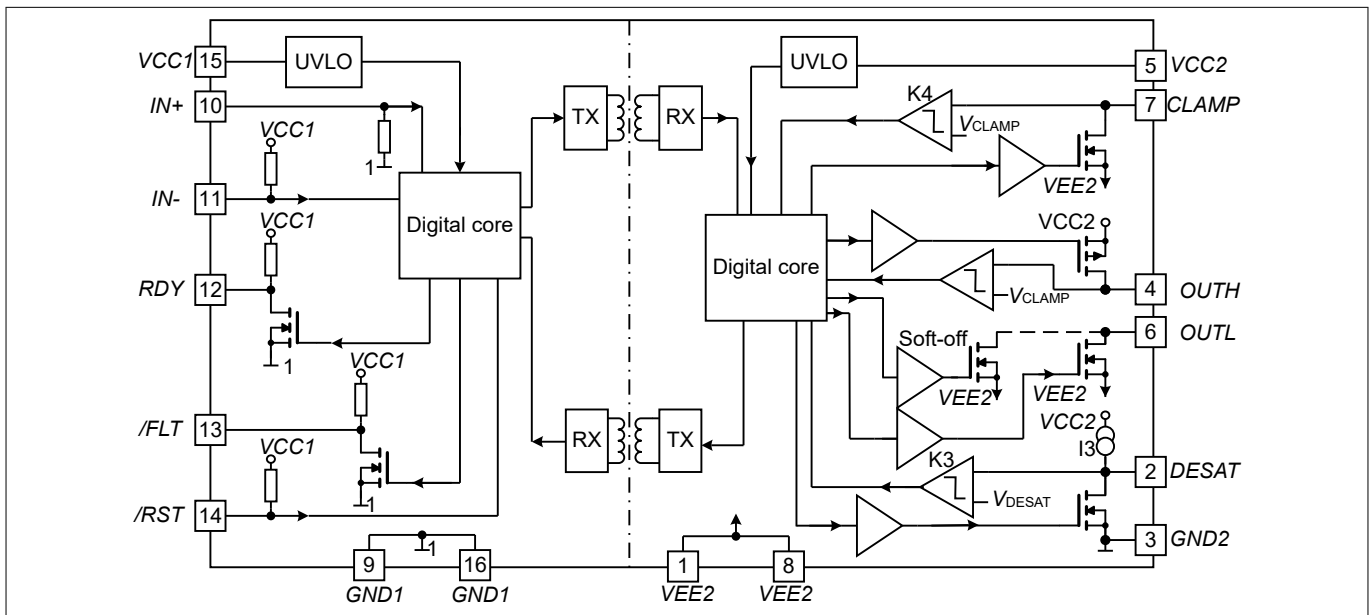 VCC1 15 UVLO UVLO 5 VCC2
IN+ 10 TX RX K4 7 CLAMP
VCC1 VCLAMP
1
VEE2
IN- 11
VCC1
Digital core
VCC2
Digital core
RDY 12 VCLAMP 4 OUTH
6 OUTL
1
Soft-off
VCC1
VEE2 VEE2
VCC2
/FLT 13 RX TX I3
VCC1 K3 2 DESAT
1
VDESAT
/RST 14
3 GND2
1
9 16 1 8
GND1 GND1 VEE2 VEE2